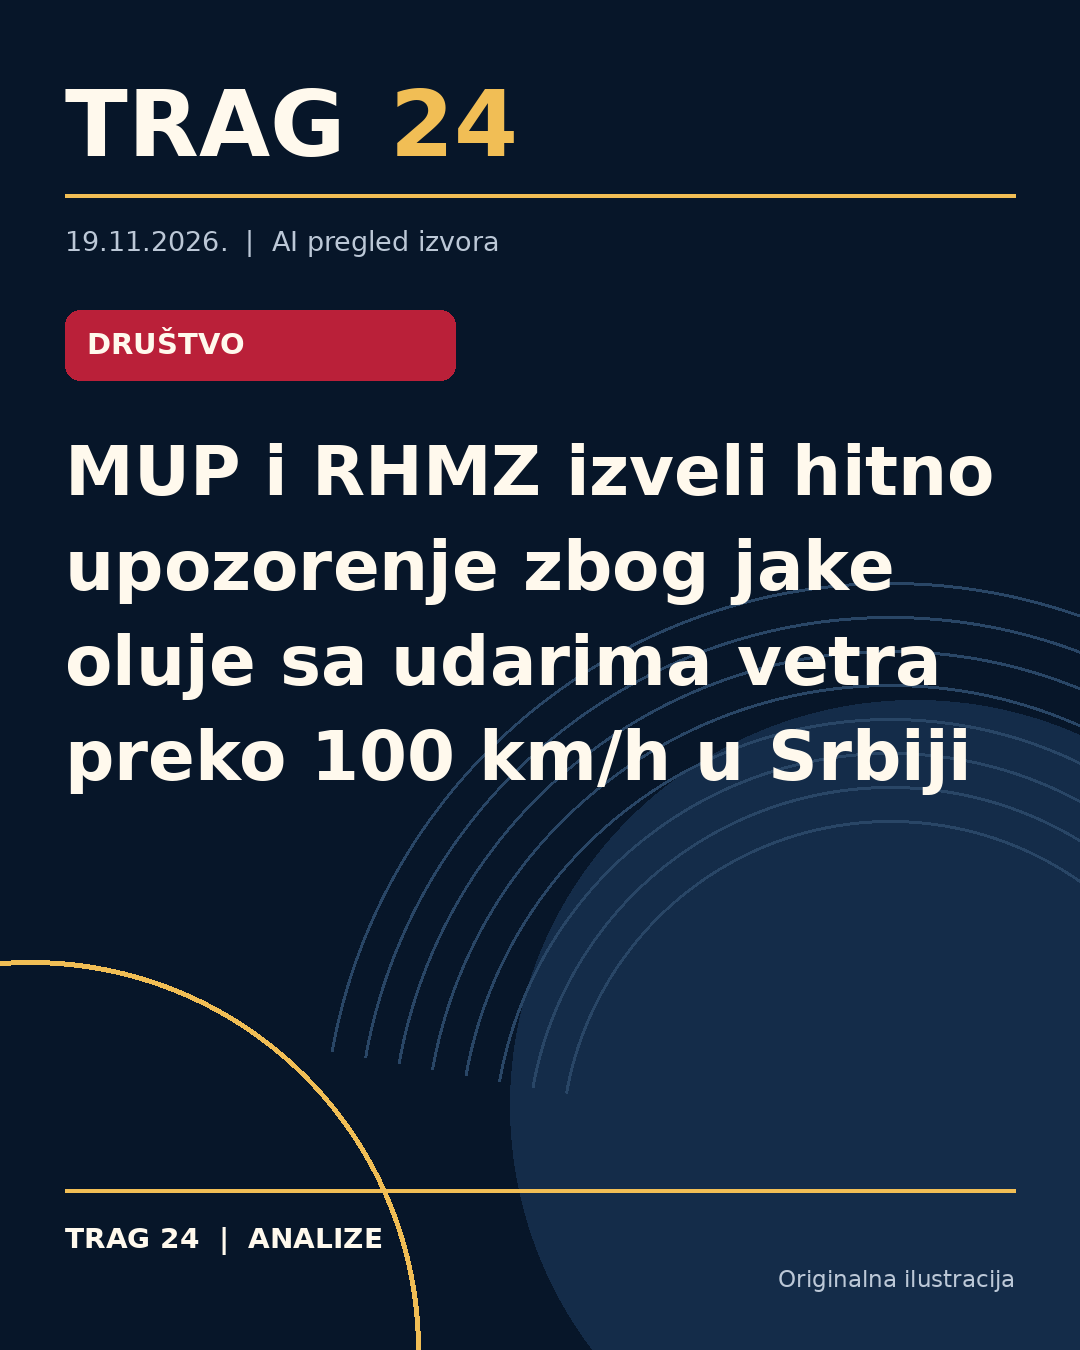 TRAG 24
19.11.2026. | AI pregled izvora
DRUŠTVO
MUP i RHMZ izveli hitno
upozorenje zbog jake
oluje sa udarima vetra
preko 100 km/h u Srbiji
TRAG 24 | ANALIZE
Originalna ilustracija